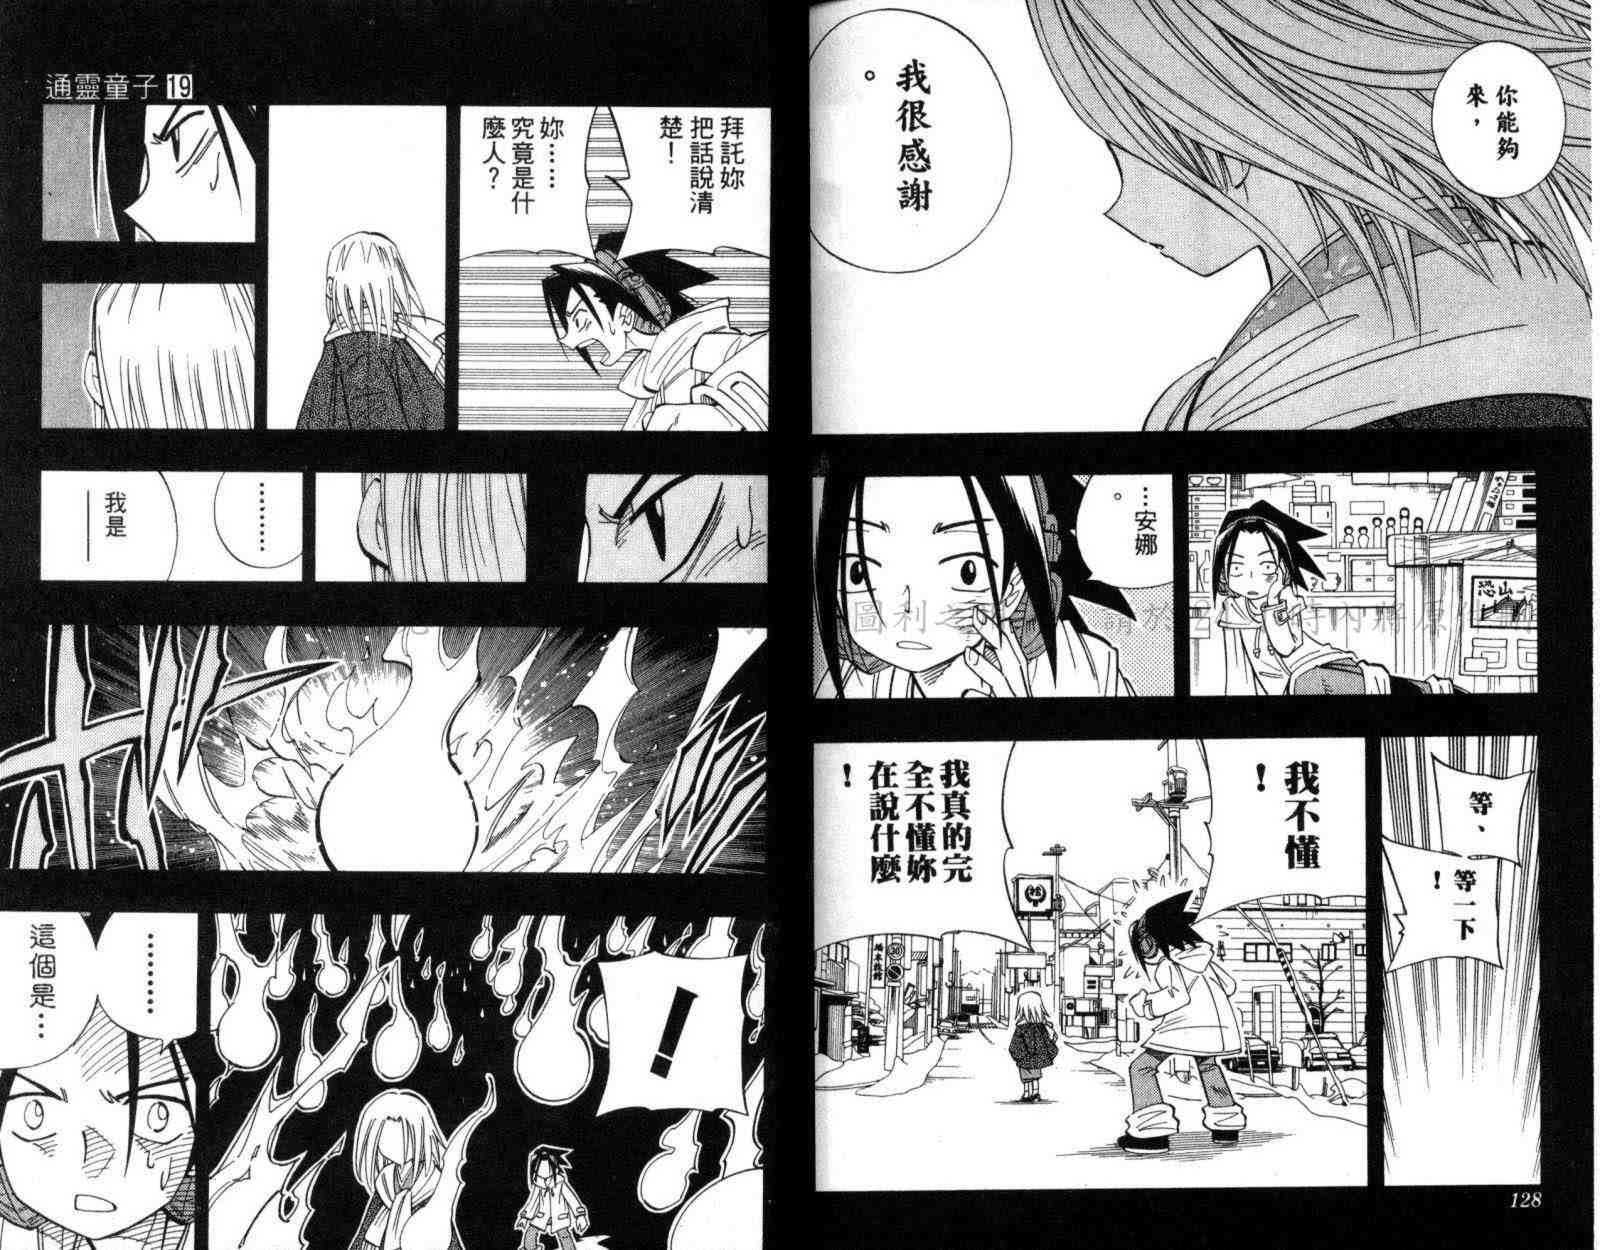 你能夠
來，
我很感謝
。
恐山
…安娜
。
等、
等一下
！
我不懂
！
我真的完
全不懂妳
在說什麼
！
128
通靈童子 19
拜託妳
把話說清
楚！
妳……
究竟是什
麼人？
………
我是
——
！
………
這個是…